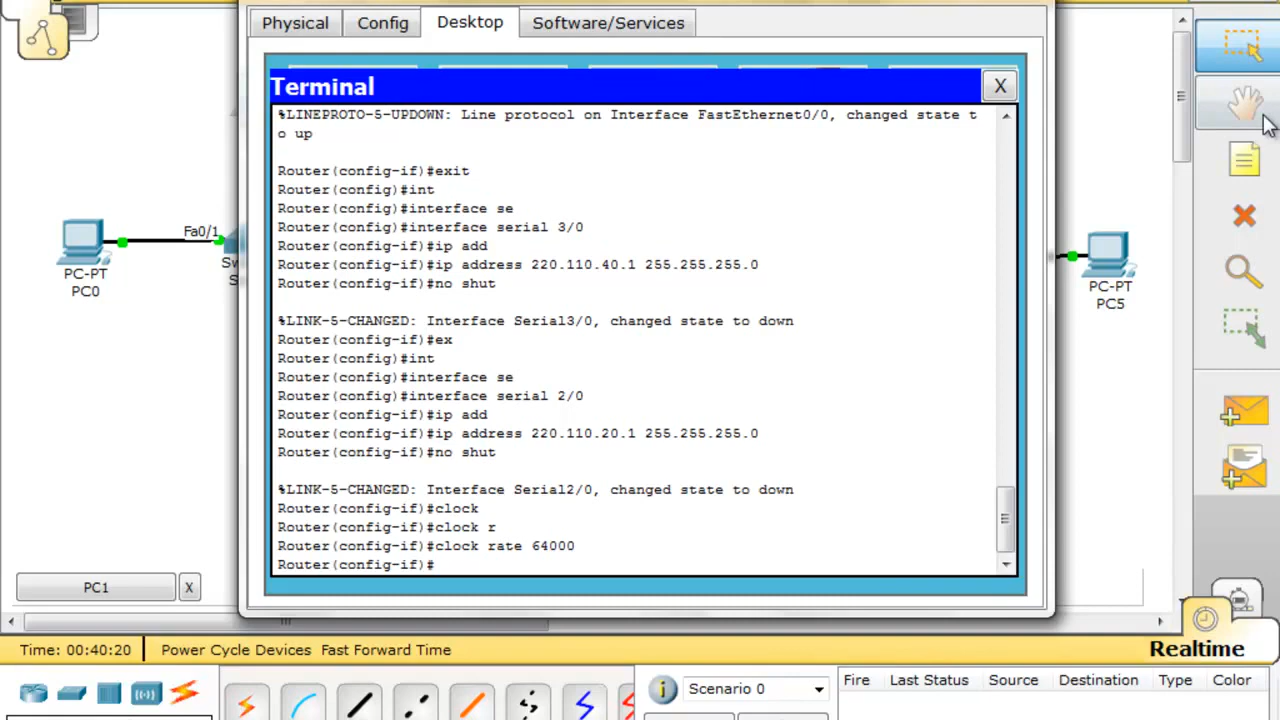 Physical
Config
Desktop
Software/Services
Terminal
X
%LINEPROTO-5-UPDOWN: Line protocol on Interface FastEthernet0/0, changed state t
o up
Router(config-if)#exit
Router(config)#int
Router(config)#interface se
Router(config)#interface serial 3/0
Router(config-if)#ip add
Router(config-if)#ip address 220.110.40.1 255.255.255.0
Router(config-if)#no shut
%LINK-5-CHANGED: Interface Serial3/0, changed state to down
Router(config-if)#ex
Router(config)#int
Router(config)#interface se
Router(config)#interface serial 2/0
Router(config-if)#ip add
Router(config-if)#ip address 220.110.20.1 255.255.255.0
Router(config-if)#no shut
%LINK-5-CHANGED: Interface Serial2/0, changed state to down
Router(config-if)#clock
Router(config-if)#clock r
Router(config-if)#clock rate 64000
Router(config-if)#
Fa0/1
PC-PT
PC0
Sw
S
PC-PT
PC5
PC1
X
Time: 00:40:20
Power Cycle Devices
Fast Forward Time
Realtime
Scenario 0
Fire
Last Status
Source
Destination
Type
Color